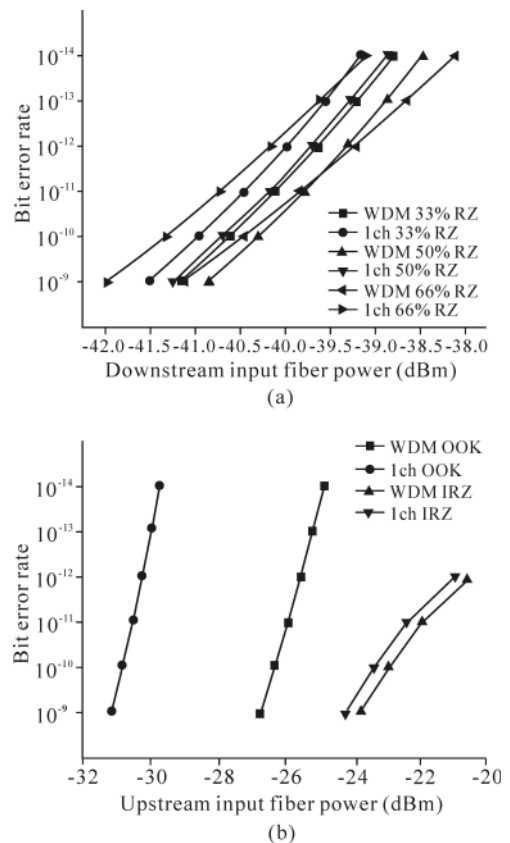 Bit error rate
10-14
10-13
10-12
10-11
10-10
10-9
WDM 33% RZ
1ch 33% RZ
WDM 50% RZ
1ch 50% RZ
WDM 66% RZ
1ch 66% RZ
-42.0 -41.5 -41.0 -40.5 -40.0 -39.5 -39.0 -38.5 -38.0
Downstream input fiber power (dBm)
(a)
WDM OOK
1ch OOK
WDM IRZ
1ch IRZ
Bit error rate
10-14
10-13
10-12
10-11
10-10
10-9
-32 -30 -28 -26 -24 -22 -20
Upstream input fiber power (dBm)
(b)